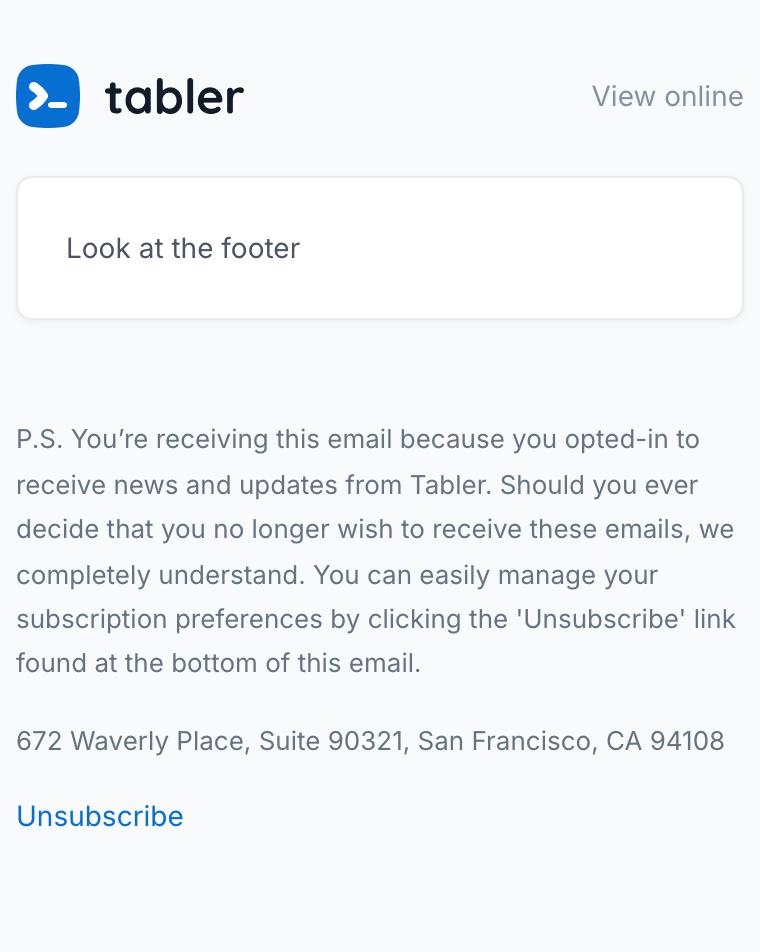 tabler
View online
Look at the footer
P.S. You’re receiving this email because you opted-in to
receive news and updates from Tabler. Should you ever
decide that you no longer wish to receive these emails, we
completely understand. You can easily manage your
subscription preferences by clicking the 'Unsubscribe' link
found at the bottom of this email.
672 Waverly Place, Suite 90321, San Francisco, CA 94108
Unsubscribe